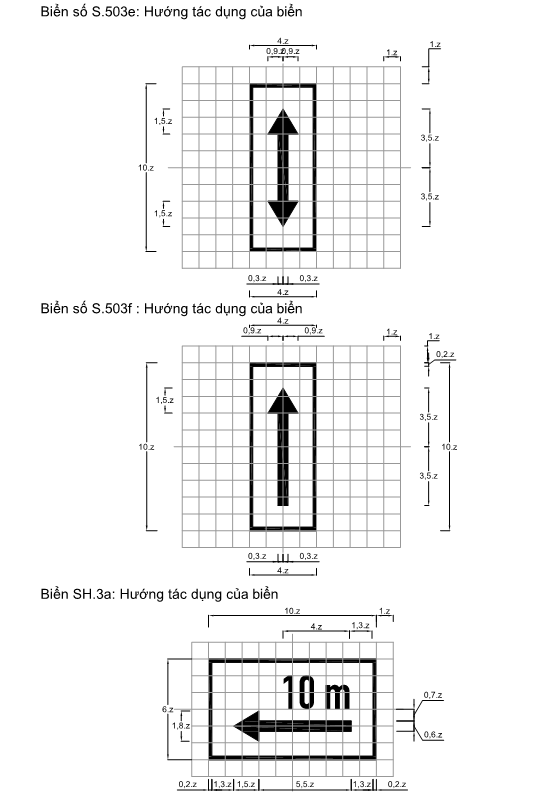 Biển số S.503e: Hướng tác dụng của biển
4.z
0,9.z 0,9.z
1.z
1.z
1,5.z
3,5.z
10.z
3,5.z
1,5.z
0,3.z 0,3.z
4.z
Biển số S.503f : Hướng tác dụng của biển
4.z
0,9.z 0,9.z
1.z
1.z
0,2.z
1,5.z
3,5.z
10.z
10.z
3,5.z
0,3.z 0,3.z
4.z
Biển SH.3a: Hướng tác dụng của biển
10.z 1.z
4.z 1,3.z
10 m
0,7.z
6.z
1,8.z
0,6.z
0,2.z 1,3.z 1,5.z 5,5.z 1,3.z 0,2.z